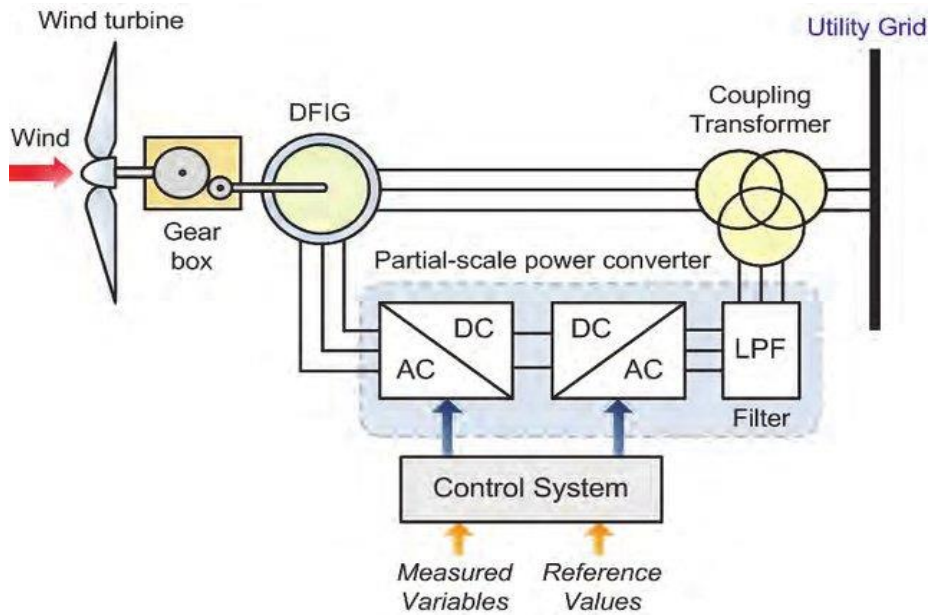 Wind turbine
Utility Grid
DFIG
Coupling
Transformer
Wind
Gear
box
Partial-scale power converter
DC
DC
LPF
AC
AC
Filter
Control System
Measured
Variables
Reference
Values